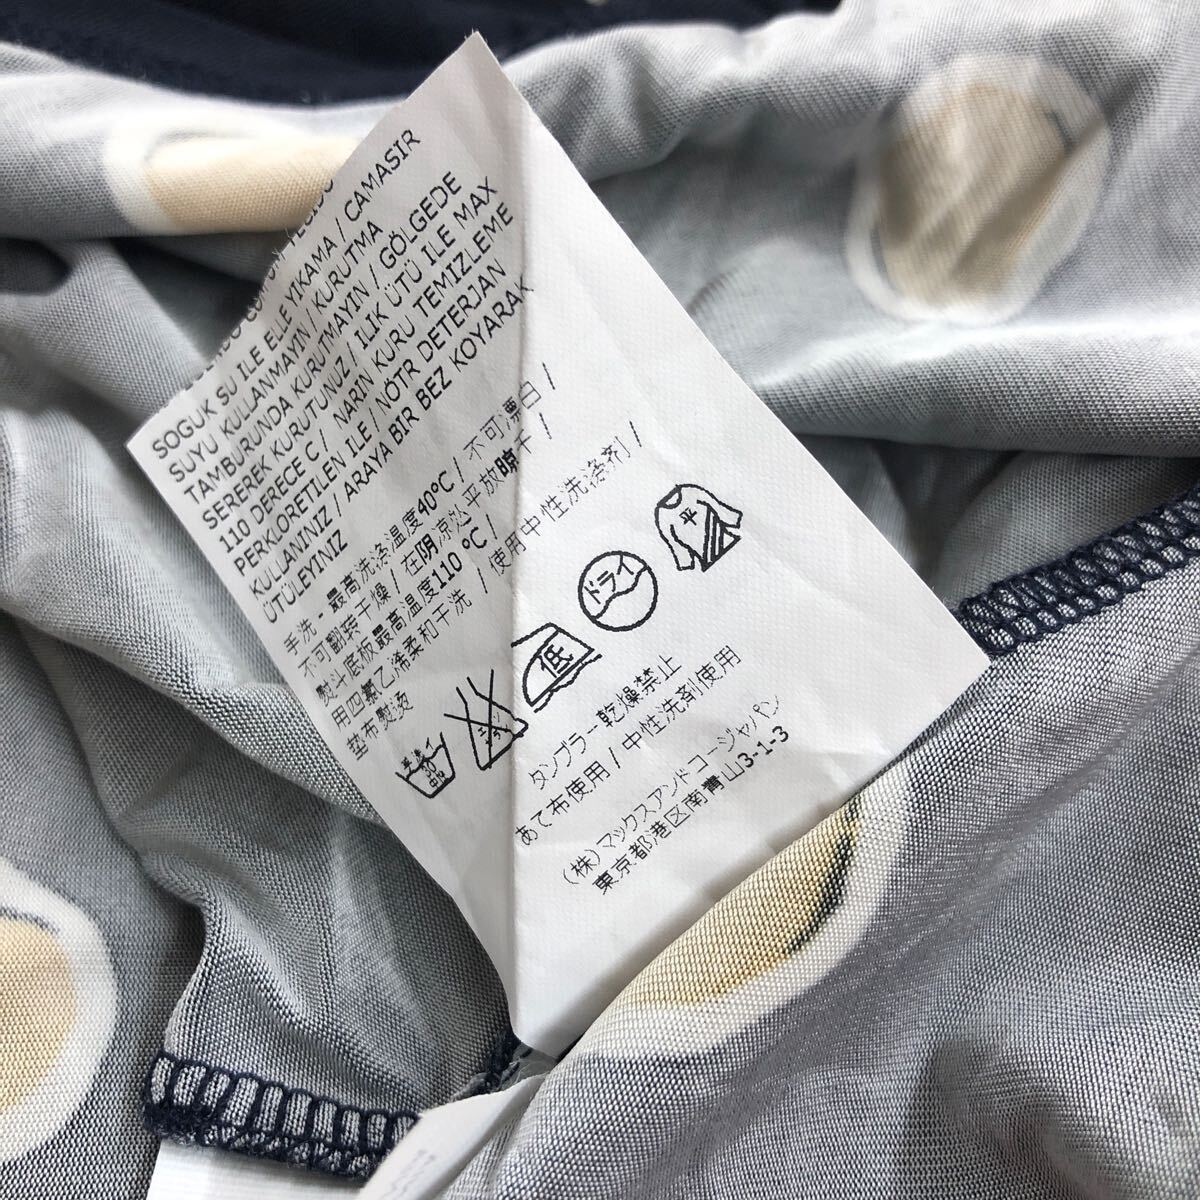 SOGUK SU ILE ELLE YIKAMA / CAMASIR
SUYU KULLANMAYIN / KURUTMA
TAMBURUNDA KURUTMAYIN / GÖLGEDE
SEREREK KURUTUNUZ / ILIK ÜTÜ ILE MAX
110 DERECE C / NARIN KURU TEMIZLEME
PERKLORETILEN ILE / NÖTR DETERJAN
KULLANINIZ / ARAYA BIR BEZ KOYARAK
ÜTÜLEYINIZ
手洗 - 最高洗涤温度40°C / 不可漂白 /
不可翻转干燥 / 在阴凉处平放晾干 /
熨斗底板最高温度110 °C / 使用中性洗涤剂 /
用四氯乙烯柔和干洗 /
垫布熨烫
低
ドライ
平
タンブラー乾燥禁止
あて布使用 / 中性洗剤使用
(株) マックスアンドコージャパン
東京都港区南青山3-1-3